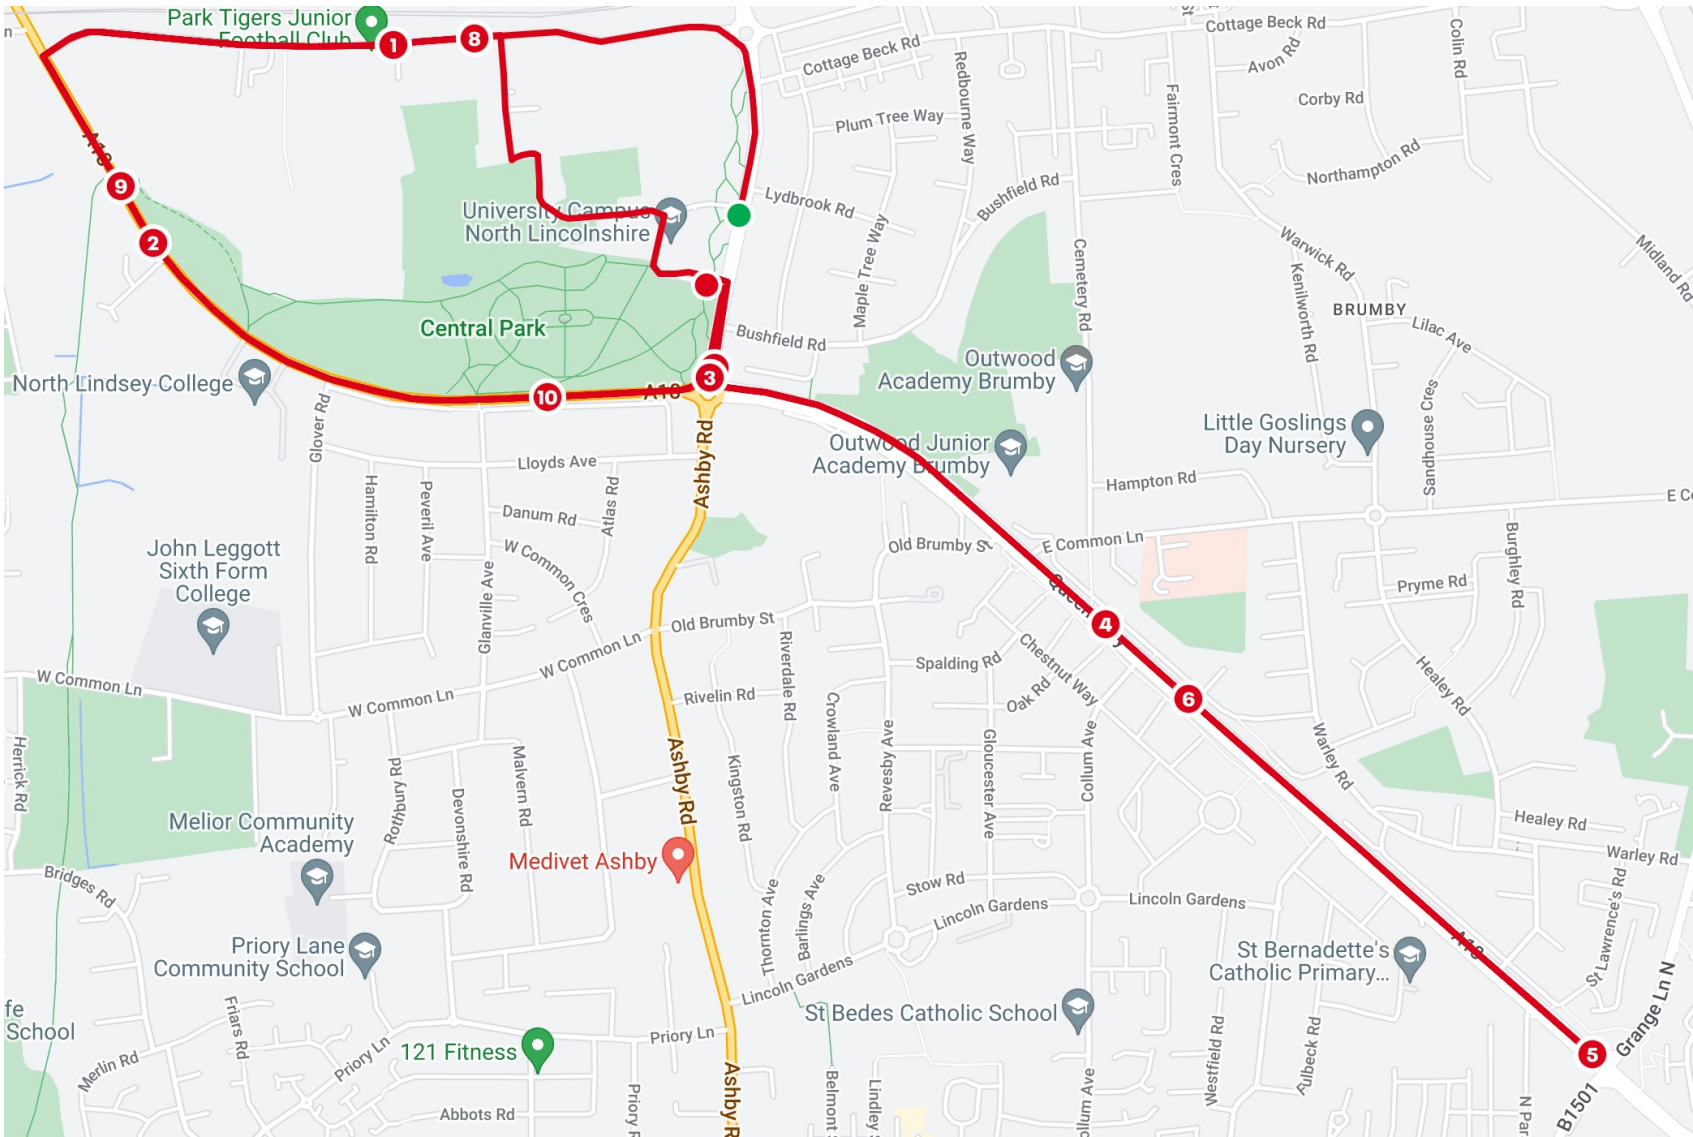 Park Tigers Junior
Football Club
1
8
Cottage Beck Rd
Cottage Beck Rd
Colin Rd
Avon Rd
Redbourne Way
Fairmont Cres
Corby Rd
Plum Tree Way
Northampton Rd
9
2
University Campus
North Lincolnshire
Lydbrook Rd
Bushfield Rd
Maple Tree Way
Cemetery Rd
Warwick Rd
Kenilworth Rd
Midland Rd
BRUMBY
Lilac Ave
Central Park
Bushfield Rd
Outwood
Academy Brumby
North Lindsey College
10
A18
3
Glover Rd
Ashby Rd
Little Goslings
Day Nursery
Sandhouse Cres
Outwood Junior
Academy Brumby
Lloyds Ave
Hamilton Rd
Peveril Ave
Danum Rd
Atlas Rd
Hampton Rd
John Leggott
Sixth Form
College
W Common Cres
Glanville Ave
Old Brumby St
E Common Ln
Burghley Rd
Pryme Rd
4
Old Brumby St
W Common Ln
Riverdale Rd
Spalding Rd
Chestnut Way
Oak Rd
Healey Rd
W Common Ln
W Common Ln
Rivelin Rd
6
Herrick Rd
Rothbury Rd
Malvern Rd
Devonshire Rd
Ashby Rd
Kingston Rd
Crowland Ave
Revesby Ave
Gloucester Ave
Collum Ave
Warley Rd
Melior Community
Academy
Medivet Ashby
Healey Rd
Warley Rd
Bridges Rd
Thornton Ave
Barlings Ave
Stow Rd
Lincoln Gardens
Lincoln Gardens
St Lawrence's Rd
Priory Lane
Community School
Lincoln Gardens
A18
St Bernadette's
Catholic Primary...
Friars Rd
St Bedes Catholic School
School
Priory Ln
121 Fitness
Priory Ln
Merlin Rd
Westfield Rd
Fulbeck Rd
5
Grange Ln N
Abbots Rd
B1501